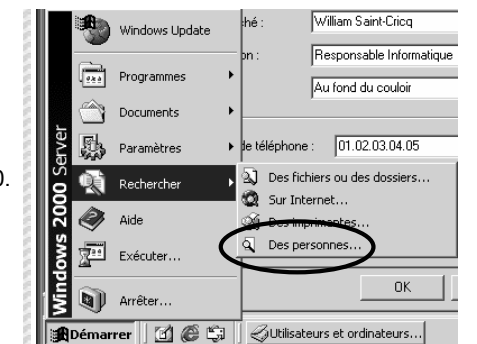 Windows Update
Programmes
Documents
Paramètres
Rechercher
Aide
Exécuter...
Arrêter...
Windows 2000 Server
0.
hé :
William Saint-Cricq
on :
Responsable Informatique
Au fond du couloir
de téléphone :
01.02.03.04.05
Des fichiers ou des dossiers...
Sur Internet...
Des imprimantes...
Des personnes...
OK
Démarrer
Utilisateurs et ordinateurs...